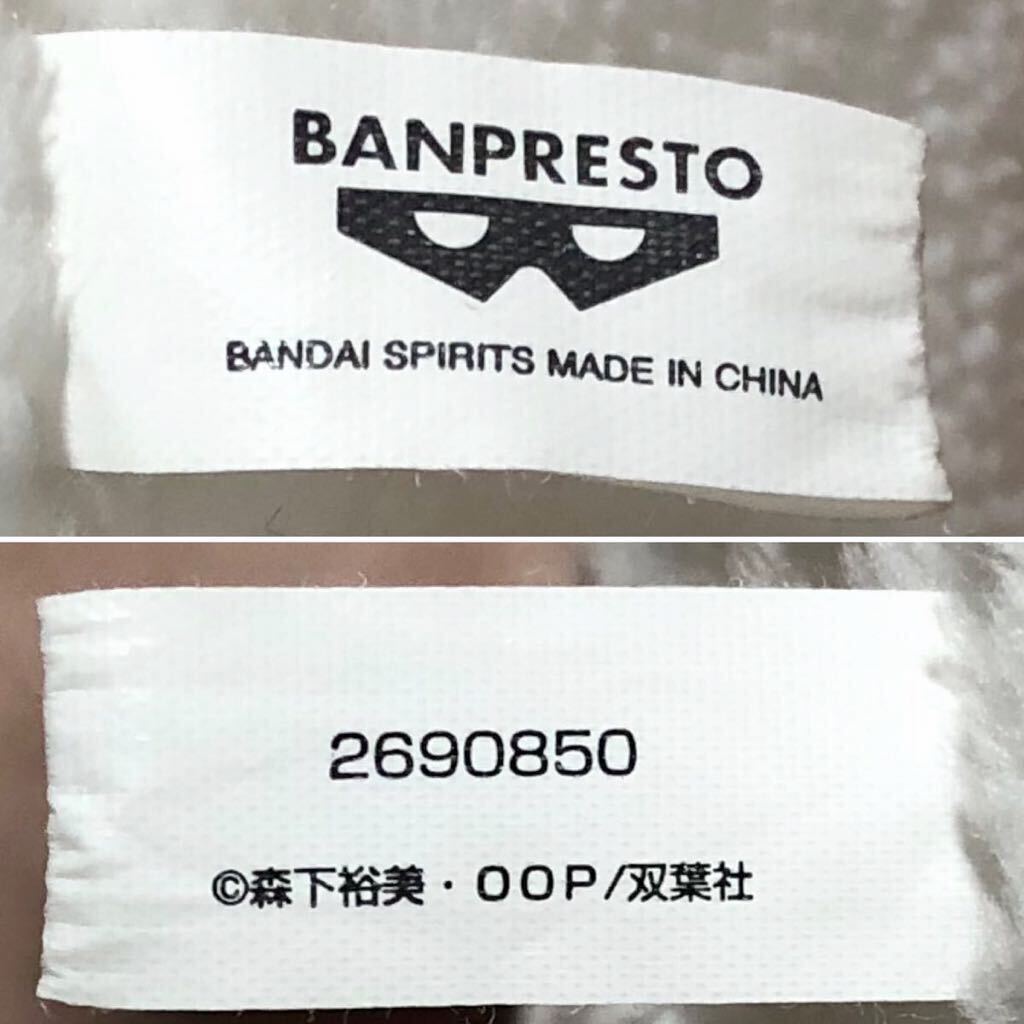 BANPRESTO
BANDAI SPIRITS MADE IN CHINA
2690850
©森下裕美・OOP/双葉社